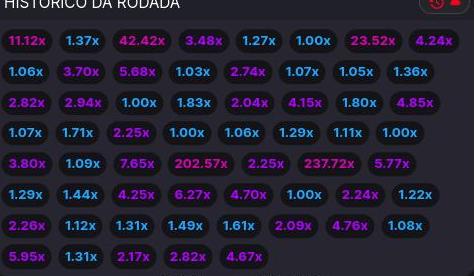 HISTÓRICO DA RODADA
11.12x 1.37x 42.42x 3.48x 1.27x 1.00x 23.52x 4.24x
1.06x 3.70x 5.68x 1.03x 2.74x 1.07x 1.05x 1.36x
2.82x 2.94x 1.00x 1.83x 2.04x 4.15x 1.80x 4.85x
1.07x 1.71x 2.25x 1.00x 1.06x 1.29x 1.11x 1.00x
3.80x 1.09x 7.65x 202.57x 2.25x 237.72x 5.77x
1.29x 1.44x 4.25x 6.27x 4.70x 1.00x 2.24x 1.22x
2.26x 1.12x 1.31x 1.49x 1.61x 2.09x 4.76x 1.08x
5.95x 1.31x 2.17x 2.82x 4.67x